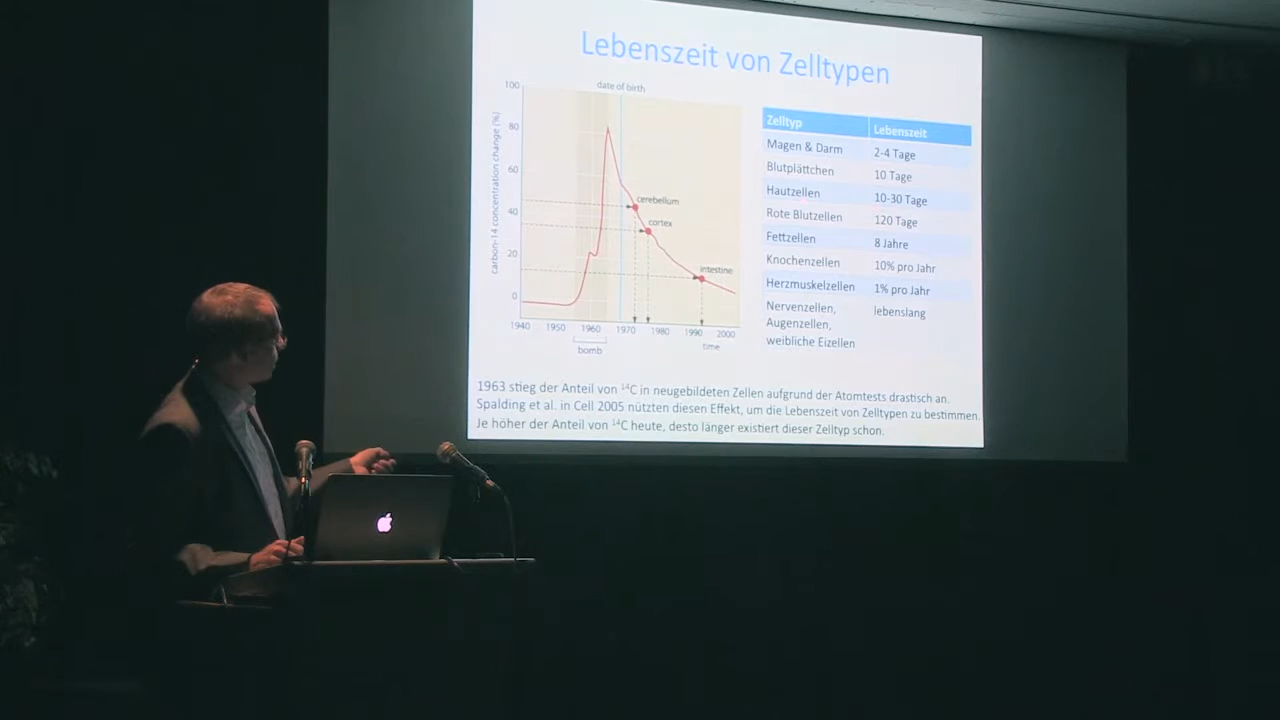 Lebenszeit von Zelltypen
date of birth
carbon-14 concentration change (%)
100
80
60
40
20
0
cerebellum
cortex
intestine
1940 1950 1960 1970 1980 1990 2000
bomb
time
Zelltyp Lebenszeit
Magen & Darm 2-4 Tage
Blutplättchen 10 Tage
Hautzellen 10-30 Tage
Rote Blutzellen 120 Tage
Fettzellen 8 Jahre
Knochenzellen 10% pro Jahr
Herzmuskelzellen 1% pro Jahr
Nervenzellen, lebenslang
Augenzellen,
weibliche Eizellen
1963 stieg der Anteil von ¹⁴C in neugebildeten Zellen aufgrund der Atomtests drastisch an.
Spalding et al. in Cell 2005 nützten diesen Effekt, um die Lebenszeit von Zelltypen zu bestimmen.
Je höher der Anteil von ¹⁴C heute, desto länger existiert dieser Zelltyp schon.